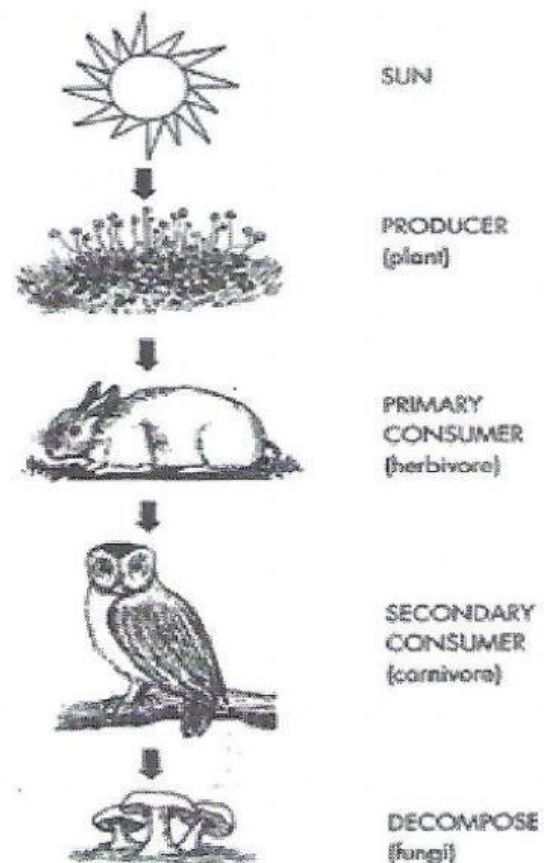 SUN
PRODUCER
(plant)
PRIMARY
CONSUMER
(herbivore)
SECONDARY
CONSUMER
(carnivore)
DECOMPOSE
(fungi)